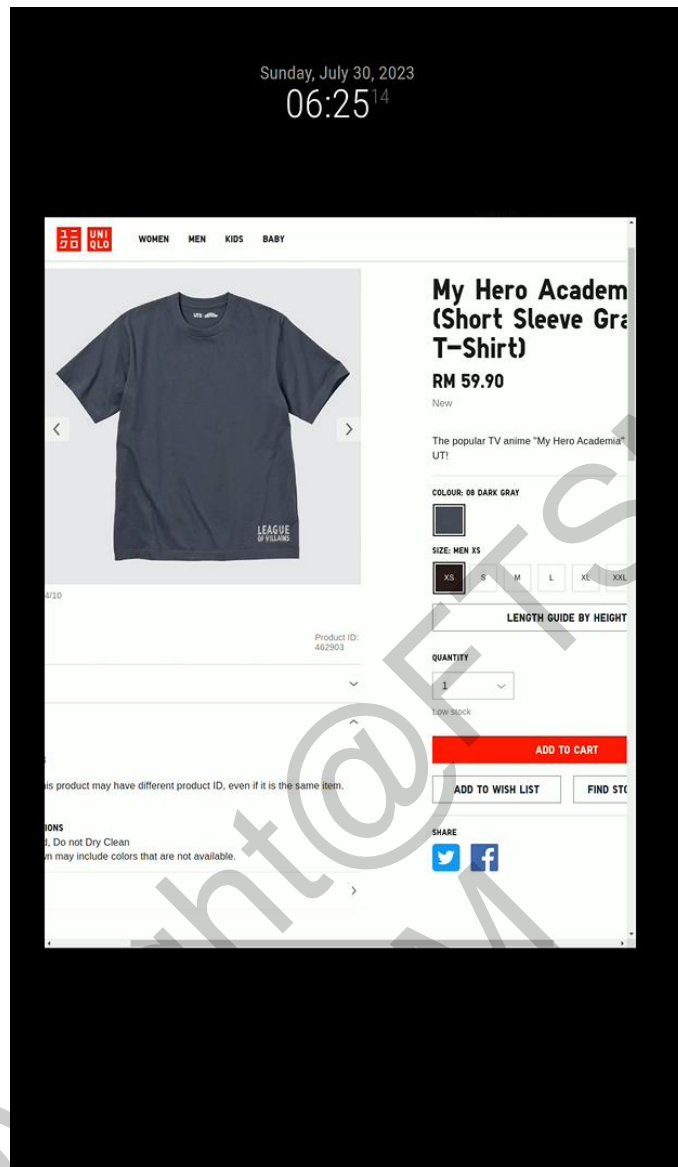 Sunday, July 30, 2023
06:25 14
ユニ
クロ
UNI
QLO
WOMEN MEN KIDS BABY
UT
LEAGUE
OF VILLAINS
4/10
Product ID:
462903
is product may have different product ID, even if it is the same item.
IONS
, Do not Dry Clean
n may include colors that are not available.
My Hero Academ
(Short Sleeve Gra
T-Shirt)
RM 59.90
New
The popular TV anime "My Hero Academia"
UT!
COLOUR: 08 DARK GRAY
SIZE: MEN XS
XS S M L XL XXL
LENGTH GUIDE BY HEIGHT
QUANTITY
1
Low stock
ADD TO CART
ADD TO WISH LIST FIND STO
SHARE
ght@FTSM